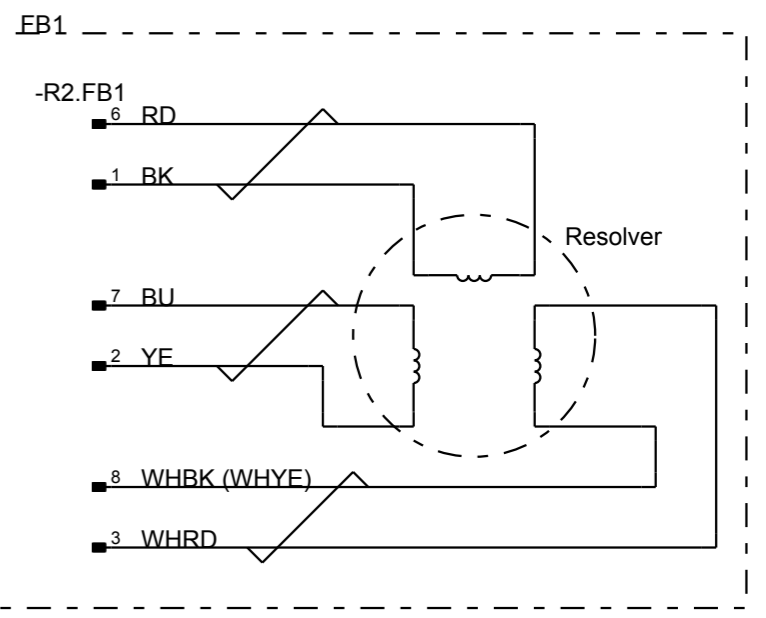 FB1
-R2.FB1
6 RD
1 BK
Resolver
7 BU
2 YE
8 WHBK (WHYE)
3 WHRD